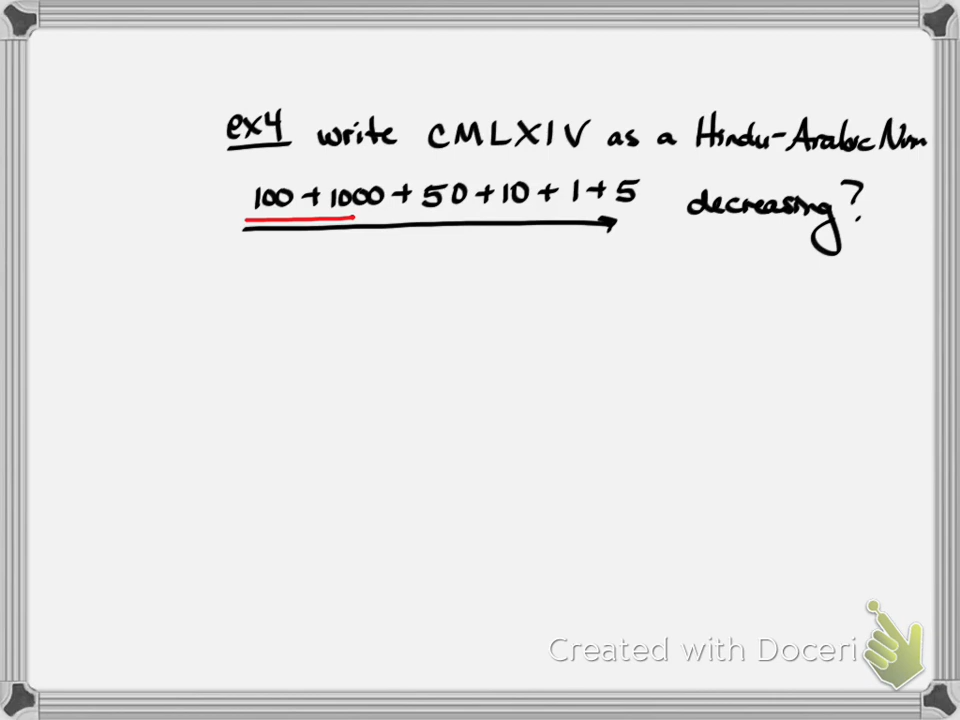 ex4 write CMLXIV as a Hindu-Arabic Num
100 + 1000 + 50 + 10 + 1 + 5 decreasing?
Created with Doceri